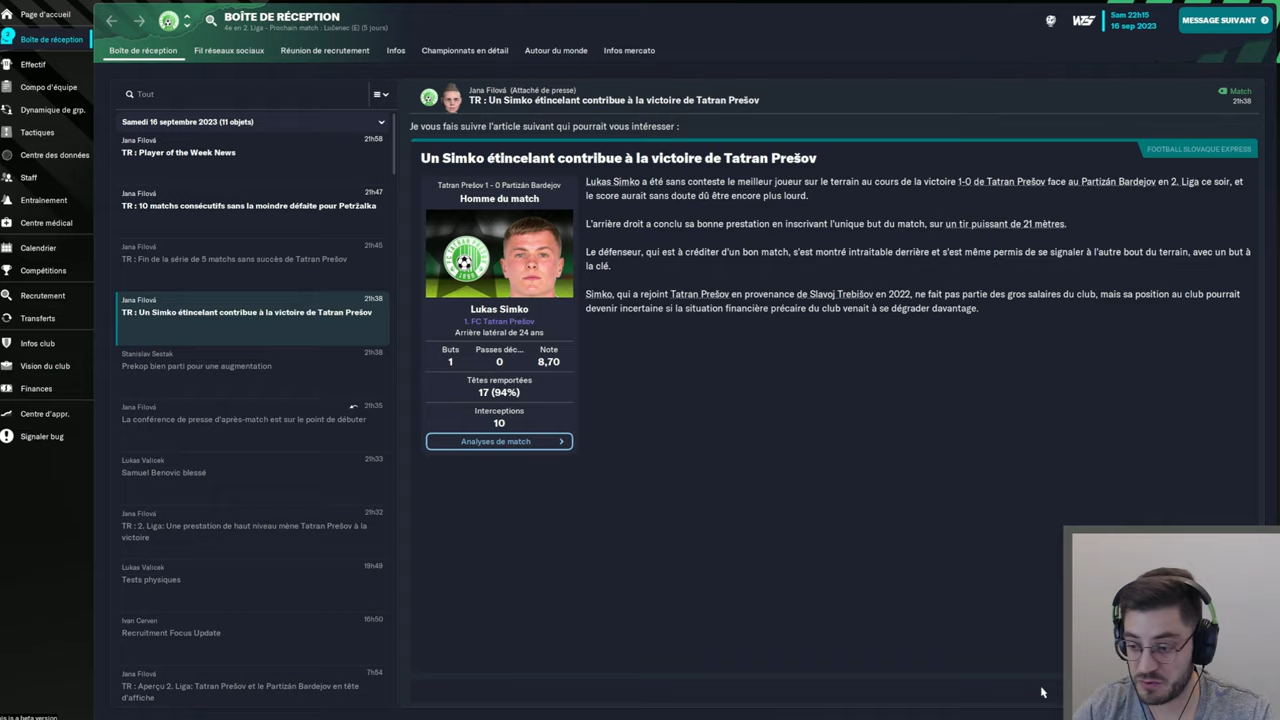 Page d'accueil
2
Boîte de réception
Effectif
Compo d'équipe
Dynamique de grp.
Tactiques
Centre des données
Staff
Entraînement
Centre médical
Calendrier
Compétitions
Recrutement
Transferts
Infos club
Vision du club
Finances
Centre d'appr.
Signaler bug
his is a beta version
BOÎTE DE RÉCEPTION
4e en 2. Liga - Prochain match : Lučenec (E) (5 jours)
Sam 22h15
16 sep 2023
MESSAGE SUIVANT
Boîte de réception
Fil réseaux sociaux
Réunion de recrutement
Infos
Championnats en détail
Autour du monde
Infos mercato
Tout
Samedi 16 septembre 2023 (11 objets)
Jana Filová 21h58
TR : Player of the Week News
Jana Filová 21h47
TR : 10 matchs consécutifs sans la moindre défaite pour Petržalka
Jana Filová 21h45
TR : Fin de la série de 5 matchs sans succès de Tatran Prešov
Jana Filová 21h38
TR : Un Simko étincelant contribue à la victoire de Tatran Prešov
Stanislav Sestak 21h38
Prekop bien parti pour une augmentation
Jana Filová 21h35
La conférence de presse d'après-match est sur le point de débuter
Lukas Valicek 21h33
Samuel Benovic blessé
Jana Filová 21h32
TR : 2. Liga: Une prestation de haut niveau mène Tatran Prešov à la
victoire
Lukas Valicek 19h49
Tests physiques
Ivan Cerven 16h50
Recruitment Focus Update
Jana Filová 7h54
TR : Aperçu 2. Liga: Tatran Prešov et le Partizán Bardejov en tête
d'affiche
Jana Filová (Attaché de presse)
TR : Un Simko étincelant contribue à la victoire de Tatran Prešov
Match
21h38
Je vous fais suivre l'article suivant qui pourrait vous intéresser :
FOOTBALL SLOVAQUE EXPRESS
Un Simko étincelant contribue à la victoire de Tatran Prešov
Tatran Prešov 1 - 0 Partizán Bardejov
Homme du match
Lukas Simko
1. FC Tatran Prešov
Arrière latéral de 24 ans
Buts Passes déc... Note
1 0 8,70
Têtes remportées
17 (94%)
Interceptions
10
Analyses de match
Lukas Simko a été sans conteste le meilleur joueur sur le terrain au cours de la victoire 1-0 de Tatran Prešov face au Partizán Bardejov en 2. Liga ce soir, et
le score aurait sans doute dû être encore plus lourd.
L'arrière droit a conclu sa bonne prestation en inscrivant l'unique but du match, sur un tir puissant de 21 mètres.
Le défenseur, qui est à créditer d'un bon match, s'est montré intraitable derrière et s'est même permis de se signaler à l'autre bout du terrain, avec un but à
la clé.
Simko, qui a rejoint Tatran Prešov en provenance de Slavoj Trebišov en 2022, ne fait pas partie des gros salaires du club, mais sa position au club pourrait
devenir incertaine si la situation financière précaire du club venait à se dégrader davantage.